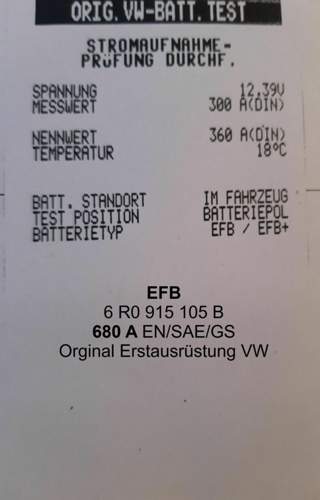 ORIG.VW-BATT.TEST
STROMAUFNAHME-
PRÜFUNG DURCHF.
SPANNUNG 12.39V
MESSWERT 300 A(DIN)
NENNWERT 360 A(DIN)
TEMPERATUR 18°C
BATT. STANDORT IM FAHRZEUG
TEST POSITION BATTERIEPOL
BATTERIETYP EFB / EFB+
EFB
6 R0 915 105 B
680 A EN/SAE/GS
Orginal Erstausrüstung VW